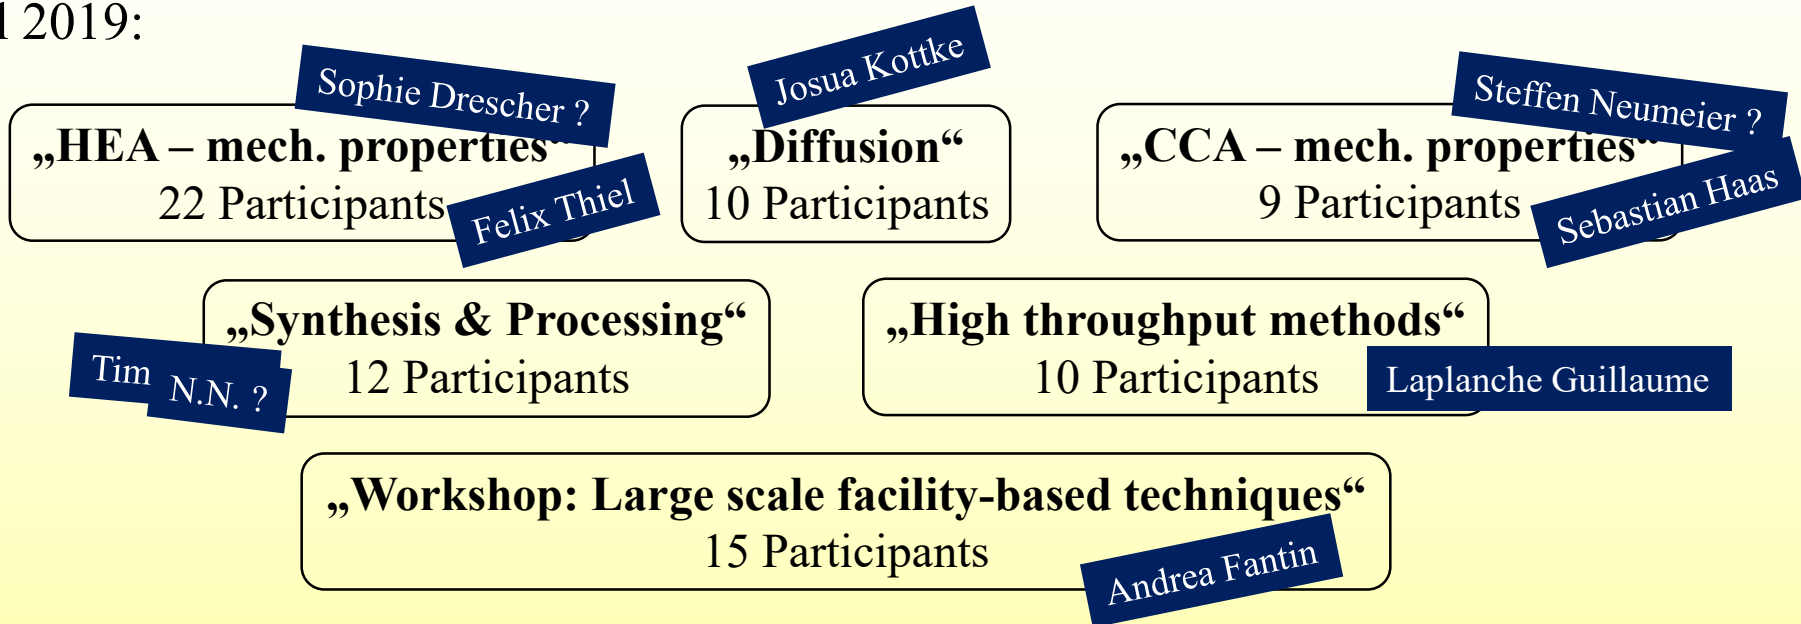 2019:
Sophie Drescher ?
„HEA – mech. properties“
22 Participants
Felix Thiel
Josua Kottke
„Diffusion“
10 Participants
Steffen Neumeier ?
„CCA – mech. properties“
9 Participants
Sebastian Haas
„Synthesis & Processing“
12 Participants
Tim
N.N. ?
„High throughput methods“
10 Participants
Laplanche Guillaume
„Workshop: Large scale facility-based techniques“
15 Participants
Andrea Fantin